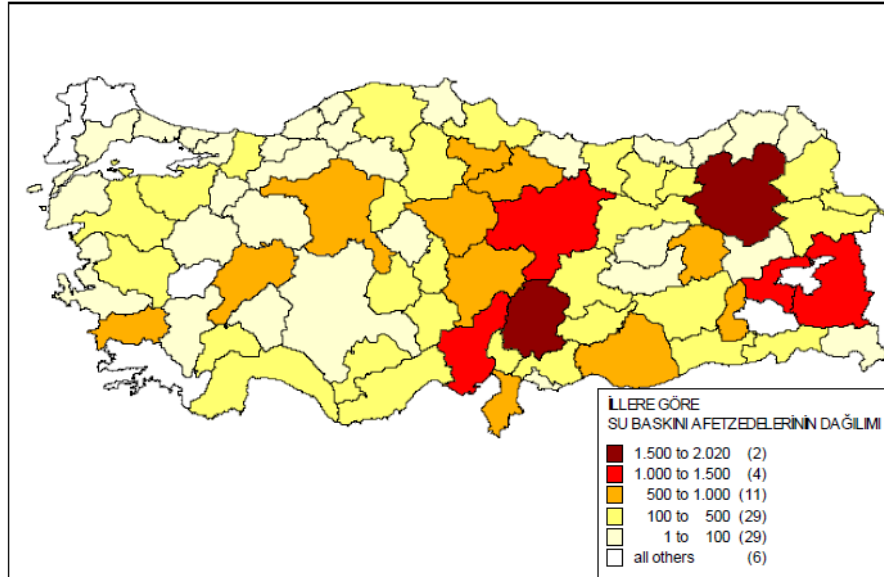 İLLERE GÖRE
SU BASKINI AFETZEDELERİNİN DAĞILIMI
1.500 to 2.020 (2)
1.000 to 1.500 (4)
500 to 1.000 (11)
100 to 500 (29)
1 to 100 (29)
all others (6)